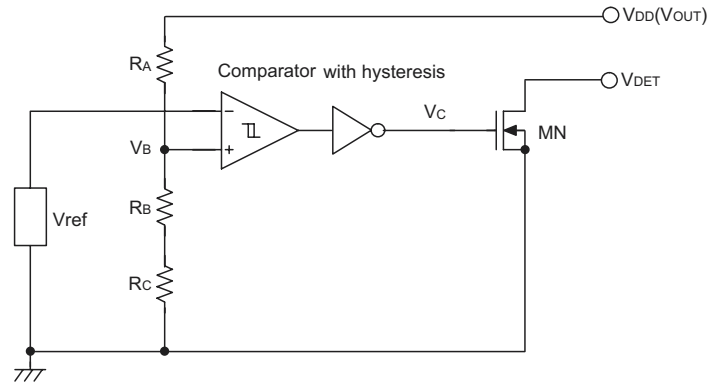 VDD(VOUT)
RA
Comparator with hysteresis
VDET
−
VC
MN
VB
+
RB
Vref
RC